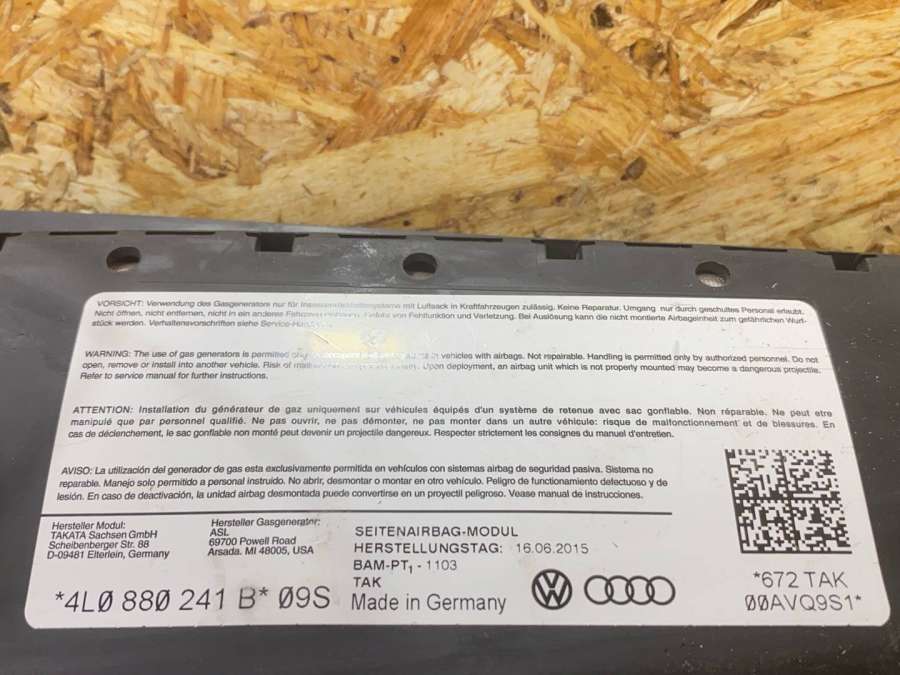 VORSICHT: Verwendung des Gasgenerators nur für Insassenrückhaltesysteme mit Luftsack in Kraftfahrzeugen zulässig. Keine Reparatur. Umgang nur durch geschultes Personal erlaubt.
Nicht öffnen, nicht entfernen, nicht in ein anderes Fahrzeug einbauen. Gefahr von Fehlfunktion und Verletzung. Bei Auslösung kann die nicht montierte Airbageinheit zum gefährlichen Wurf-
stück werden. Verhaltensvorschriften siehe Service-
WARNING: The use of gas generators is permitted only vehicles with airbags. Not repairable. Handling is permitted only by authorized personnel. Do not
open, remove or install into another vehicle. Risk of Upon deployment, an airbag unit which is not properly mounted may become a dangerous projectile.
Refer to service manual for further instructions.
ATTENTION: Installation du générateur de gaz uniquement sur véhicules équipés d'un système de retenue avec sac gonflable. Non réparable. Ne peut etre
manipulé que par personnel qualifié. Ne pas ouvrir, ne pas démonter, ne pas monter dans un autre véhicule: risque de malfonctionnement et de blessures. En
cas de déclenchement, le sac gonflable non monté peut devenir un projectile dangereux. Respecter strictement les consignes du manuel d'entretien.
AVISO: La utilización del generador de gas esta exclusivamente permitida en vehículos con sistemas airbag de seguridad pasiva. Sistema no
reparable. Manejo solo permitido a personal instruido. No abrir, desmontar o montar en otro vehículo. Peligro de funcionamiento defectuoso y de
lesión. En caso de deactivación, la unidad airbag desmontada puede convertirse en un proyectil peligroso. Vease manual de instrucciones.
Hersteller Modul:
TAKATA Sachsen GmbH
Scheibenberger Str. 88
D-09481 Elterlein, Germany
Hersteller Gasgenerator:
ASL
69700 Powell Road
Arsada. MI 48005, USA
SEITENAIRBAG-MODUL
HERSTELLUNGSTAG: 16.06.2015
BAM-PT₁ - 1103
TAK
Made in Germany
*4L0 880 241 B* 09S
*672 TAK
00AVQ9S1*